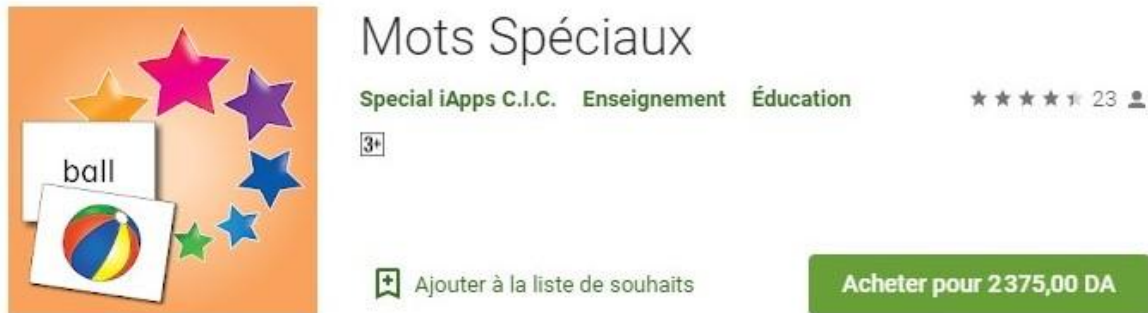 Mots Spéciaux
Special iApps C.I.C. Enseignement Éducation 23
3+
ball
Ajouter à la liste de souhaits
Acheter pour 2375,00 DA